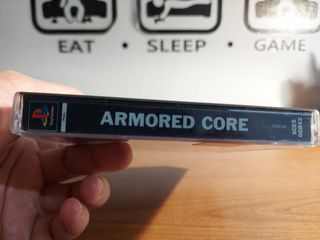 EAT · SLEEP · GAME
ARMORED CORE
SCES
00842